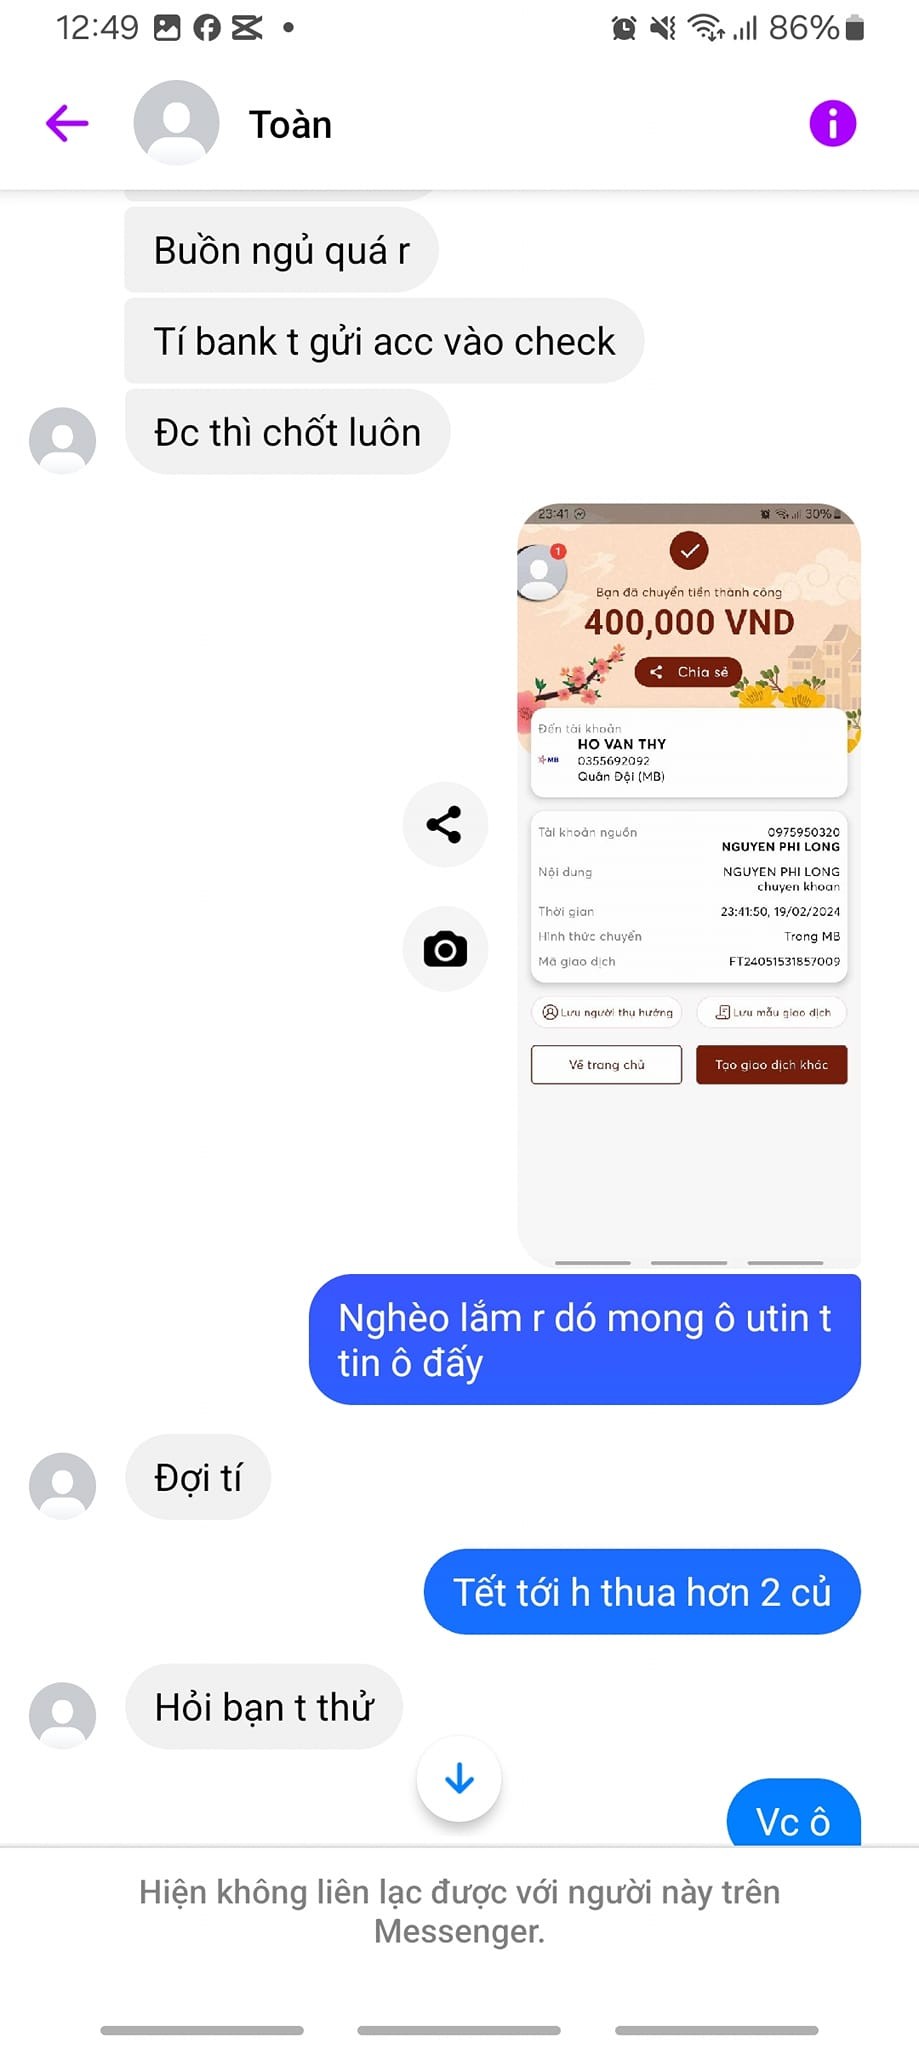 12:49
86%
Toàn
Buồn ngủ quá r
Tí bank t gửi acc vào check
Đc thì chốt luôn
23:41
30%
1
Bạn đã chuyển tiền thành công
400,000 VND
Chia sẻ
Đến tài khoản
HO VAN THY
MB
0355692092
Quân Đội (MB)
Tài khoản nguồn
0975950320
NGUYEN PHI LONG
Nội dung
NGUYEN PHI LONG
chuyen khoan
Thời gian
23:41:50, 19/02/2024
Hình thức chuyển
Trong MB
Mã giao dịch
FT24051531857009
Lưu người thụ hưởng
Lưu mẫu giao dịch
Về trang chủ
Tạo giao dịch khác
Nghèo lắm r dó mong ô utin t
tin ô đấy
Đợi tí
Tết tới h thua hơn 2 củ
Hỏi bạn t thử
Vc ô
Hiện không liên lạc được với người này trên
Messenger.